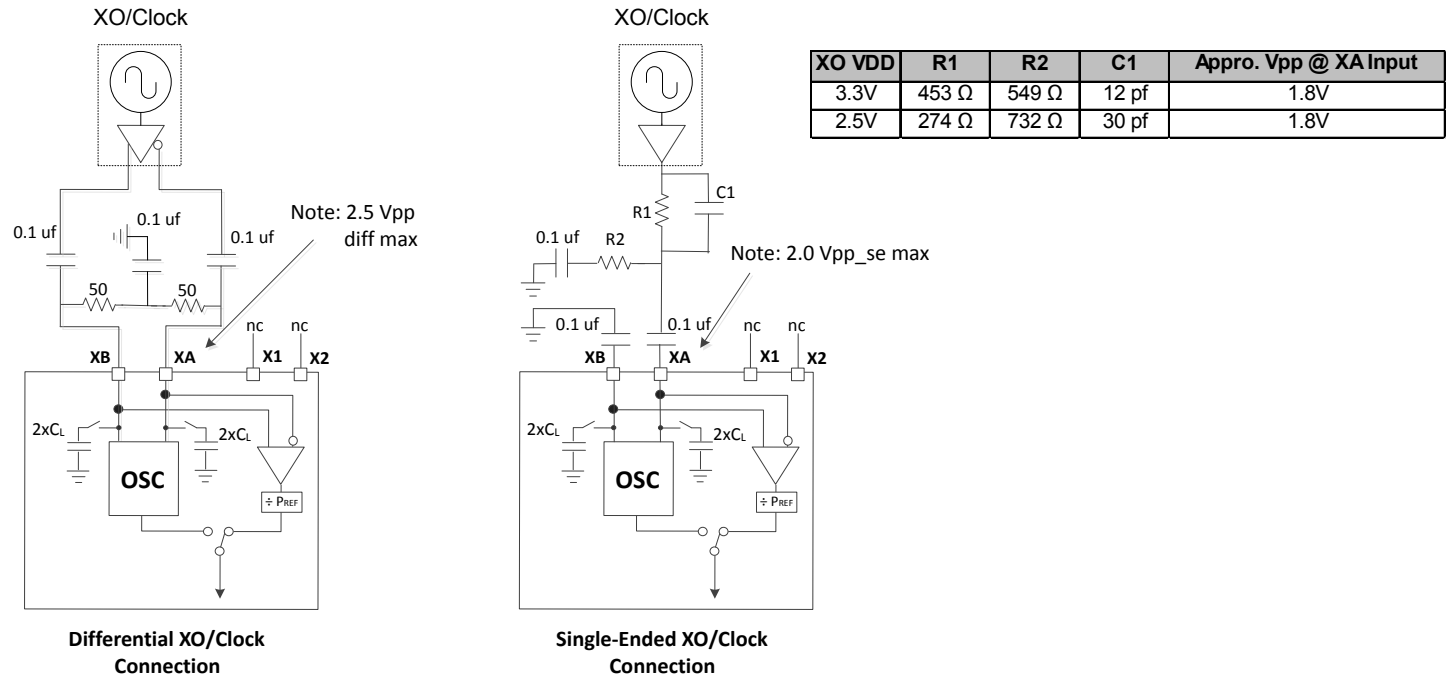 XO/Clock
0.1 uf
0.1 uf
0.1 uf
Note: 2.5 Vpp
diff max
50
50
nc
nc
XB
XA
X1
X2
2xCL
2xCL
OSC
÷ PREF
Differential XO/Clock
Connection
XO/Clock
R1
C1
0.1 uf
R2
Note: 2.0 Vpp_se max
0.1 uf
0.1 uf
nc
nc
XB
XA
X1
X2
2xCL
2xCL
OSC
÷ PREF
Single-Ended XO/Clock
Connection
XO VDD R1 R2 C1 Appro. Vpp @ XA Input
3.3V 453 Ω 549 Ω 12 pf 1.8V
2.5V 274 Ω 732 Ω 30 pf 1.8V